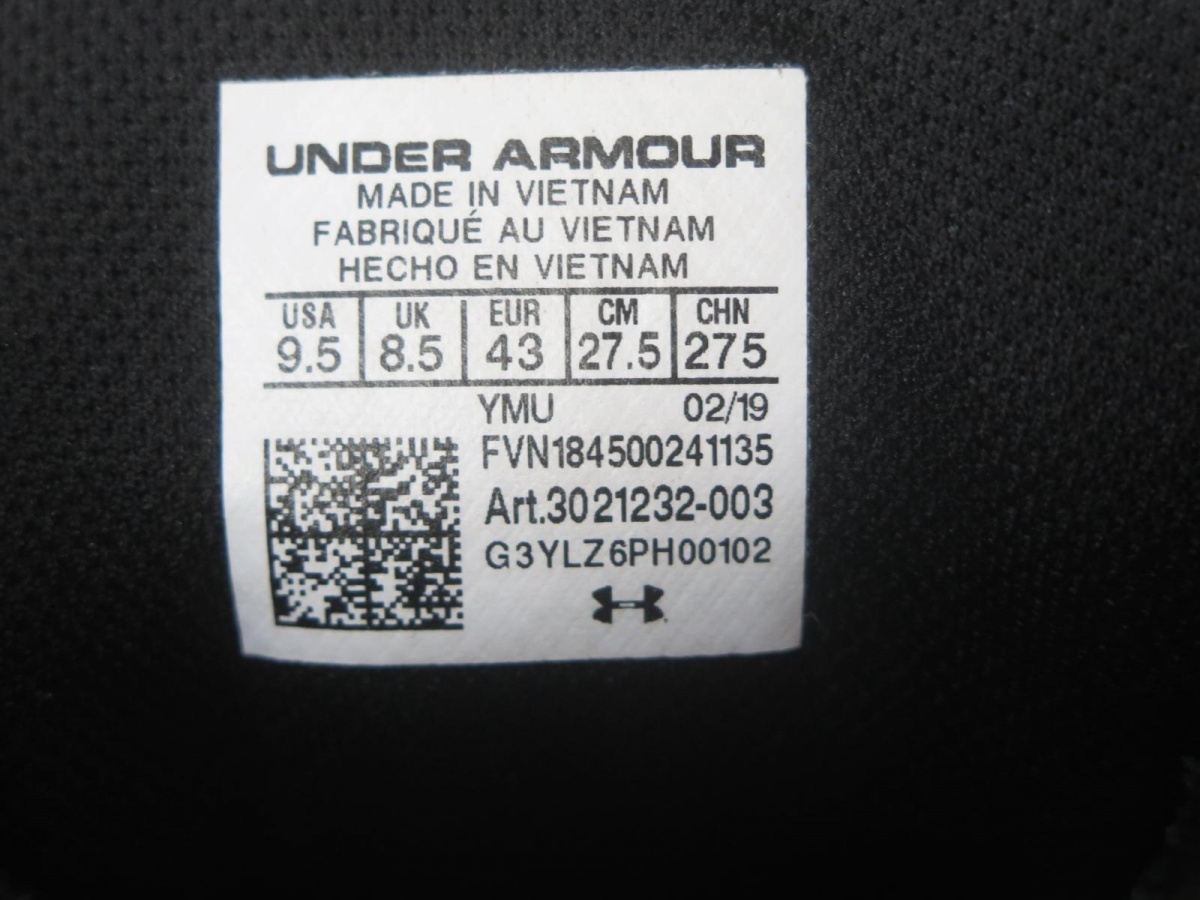 UNDER ARMOUR
MADE IN VIETNAM
FABRIQUÉ AU VIETNAM
HECHO EN VIETNAM
USA UK EUR CM CHN
9.5 8.5 43 27.5 275
YMU 02/19
FVN184500241135
Art.3021232-003
G3YLZ6PH00102